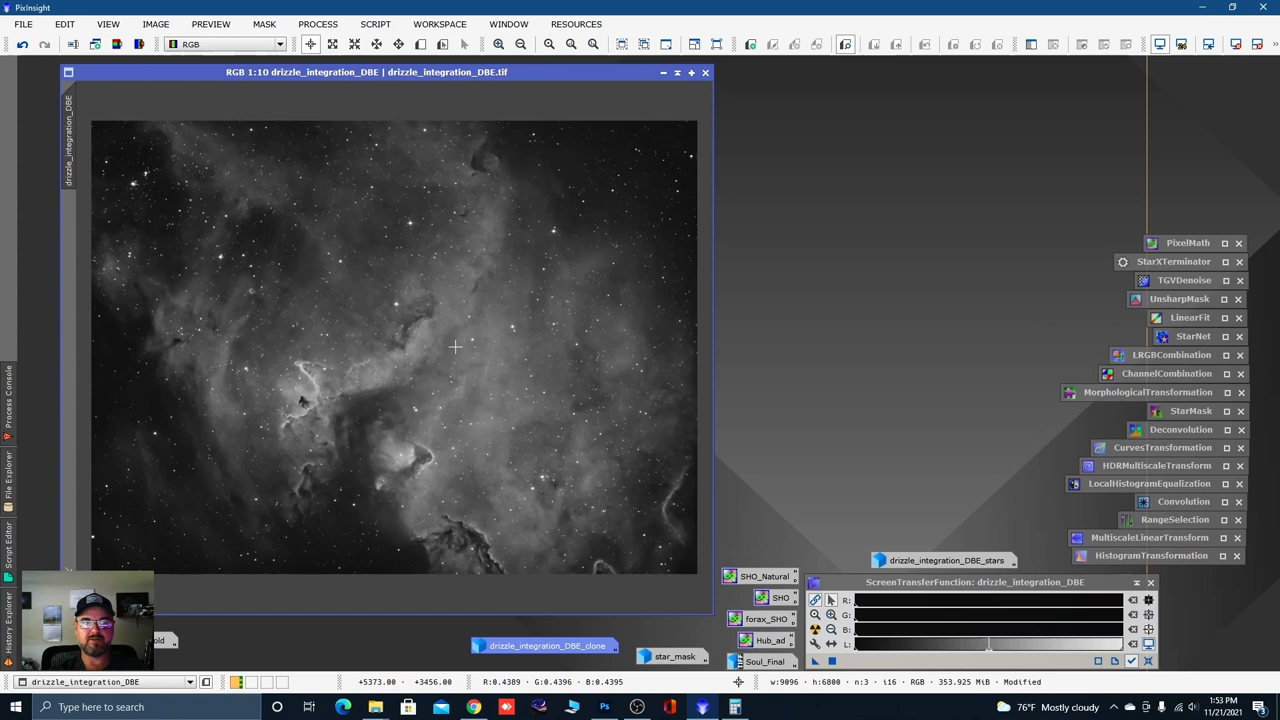 PixInsight
FILE EDIT VIEW IMAGE PREVIEW MASK PROCESS SCRIPT WORKSPACE WINDOW RESOURCES
RGB
RGB 1:10 drizzle_integration_DBE | drizzle_integration_DBE.tif
drizzle_integration_DBE
PixelMath
StarXTerminator
TGVDenoise
UnsharpMask
LinearFit
StarNet
LRGBCombination
ChannelCombination
MorphologicalTransformation
StarMask
Deconvolution
CurvesTransformation
HDRMultiscaleTransform
LocalHistogramEqualization
Convolution
RangeSelection
MultiscaleLinearTransform
HistogramTransformation
Process Console
File Explorer
Script Editor
History Explorer
drizzle_integration_DBE_stars
SHO_Natural
SHO
forax_SHO
Hub_ad
Soul_Final
ScreenTransferFunction: drizzle_integration_DBE
R:
G:
B:
L:
old
drizzle_integration_DBE_clone
star_mask
drizzle_integration_DBE
+5373.00 +3456.00 R:0.4389 G:0.4396 B:0.4395
w:9096 h:6800 n:3 i16 RGB 353.925 MiB Modified
Type here to search
76°F Mostly cloudy
1:53 PM
11/21/2021